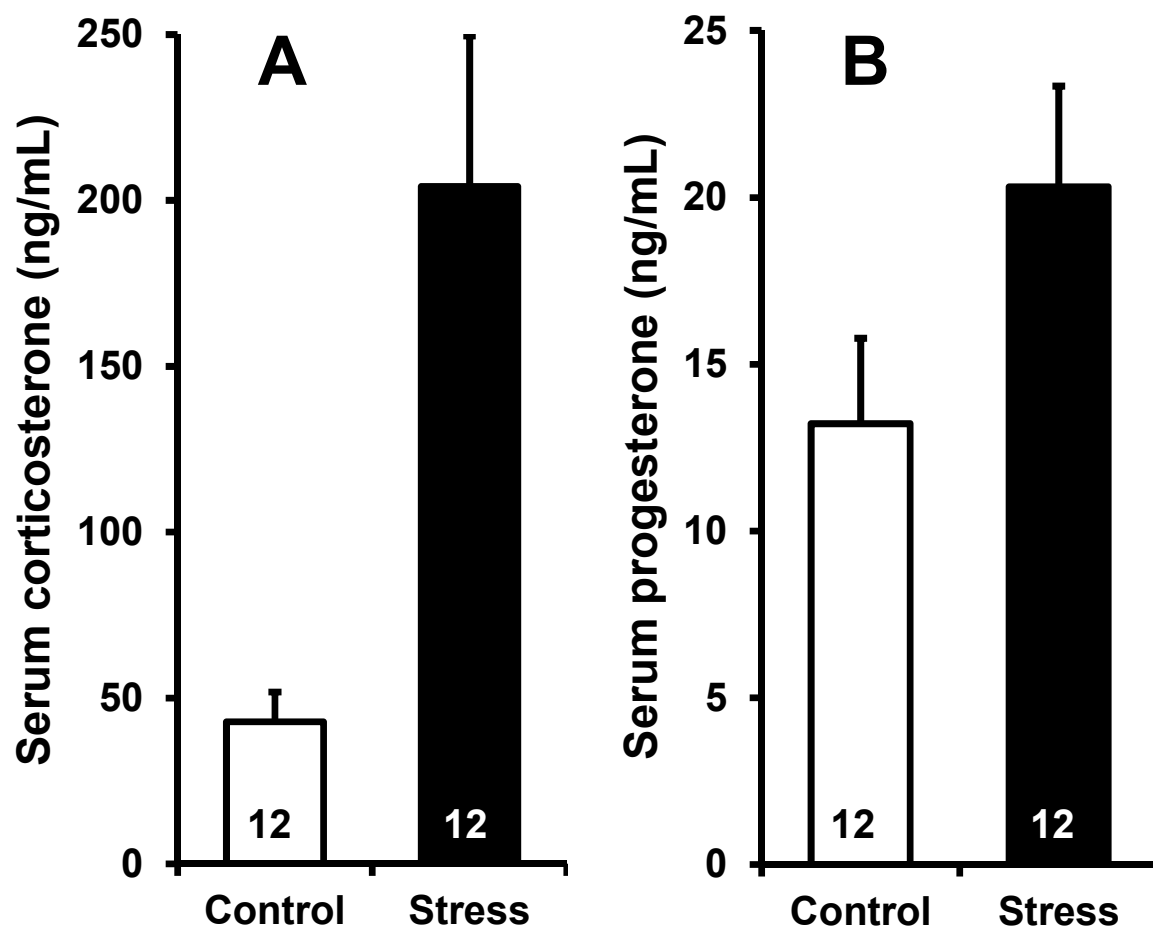 A
Serum corticosterone (ng/mL)
250
200
150
100
50
0
12
12
Control
Stress
B
Serum progesterone (ng/mL)
25
20
15
10
5
0
12
12
Control
Stress